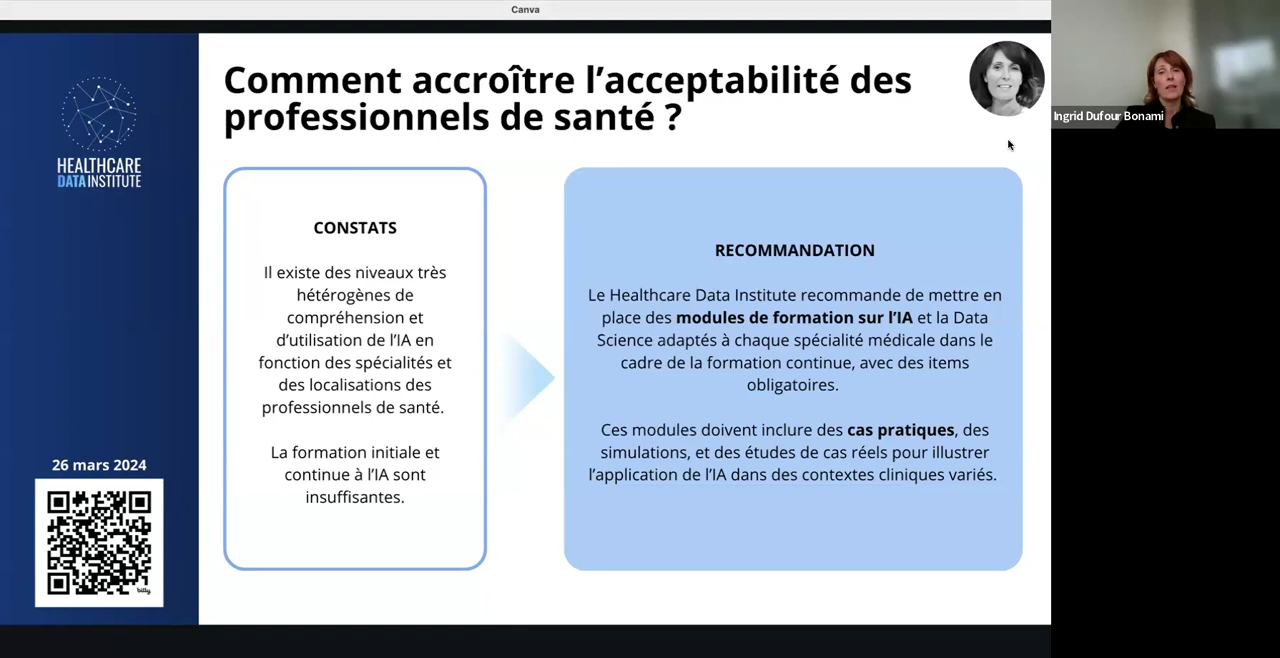 Canva
HEALTHCARE
DATA INSTITUTE
26 mars 2024
bitly
Comment accroître l’acceptabilité des
professionnels de santé ?
CONSTATS
Il existe des niveaux très
hétérogènes de
compréhension et
d’utilisation de l’IA en
fonction des spécialités et
des localisations des
professionnels de santé.
La formation initiale et
continue à l’IA sont
insuffisantes.
RECOMMANDATION
Le Healthcare Data Institute recommande de mettre en
place des modules de formation sur l’IA et la Data
Science adaptés à chaque spécialité médicale dans le
cadre de la formation continue, avec des items
obligatoires.
Ces modules doivent inclure des cas pratiques, des
simulations, et des études de cas réels pour illustrer
l’application de l’IA dans des contextes cliniques variés.
Ingrid Dufour Bonami